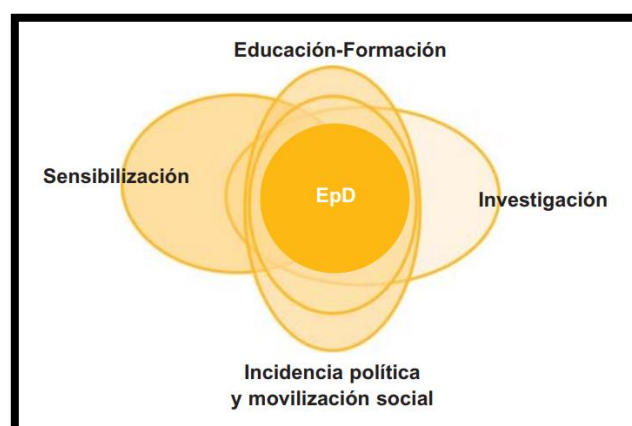 Educación-Formación
Sensibilización
EpD
Investigación
Incidencia política
y movilización social